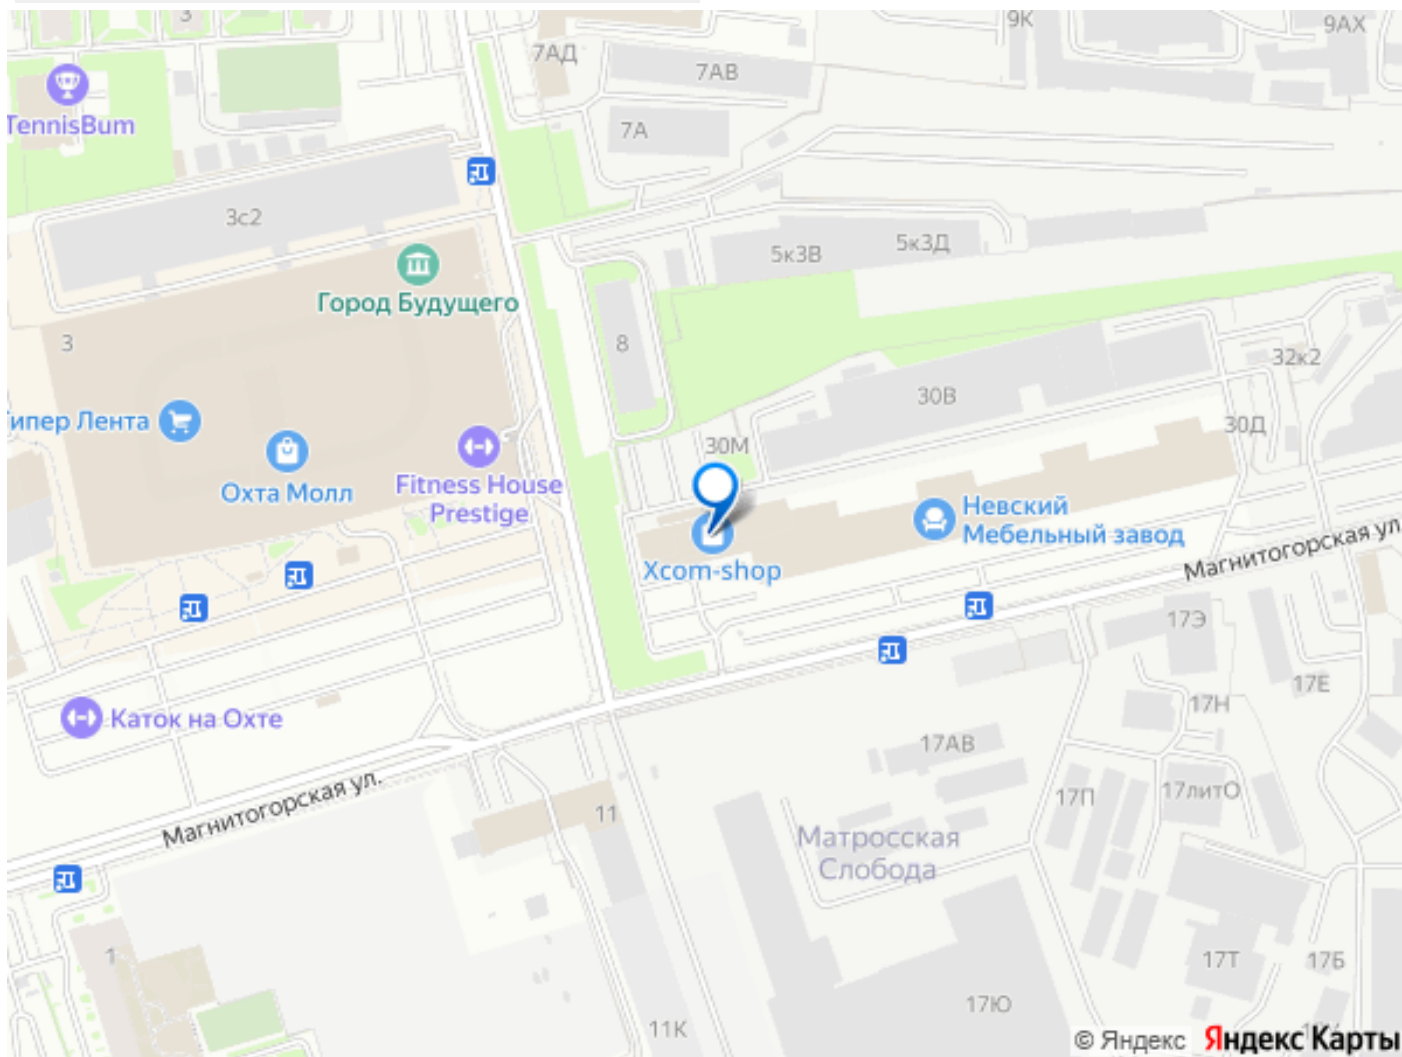 3
9К
9АХ
7АД
7АВ
TennisBum
7А
3с2
5к3В
5к3Д
Город Будущего
3
8
32к2
30В
Гипер Лента
30М
30Д
Охта Молл
Fitness House
Prestige
Невский
Мебельный завод
Xcom-shop
Магнитогорская ул.
17Э
17Е
17Н
Каток на Охте
17АВ
17П
17литО
Магнитогорская ул.
11
Матросская
Слобода
1
17Т
17Б
17Ю
11К
© Яндекс
Яндекс Карты